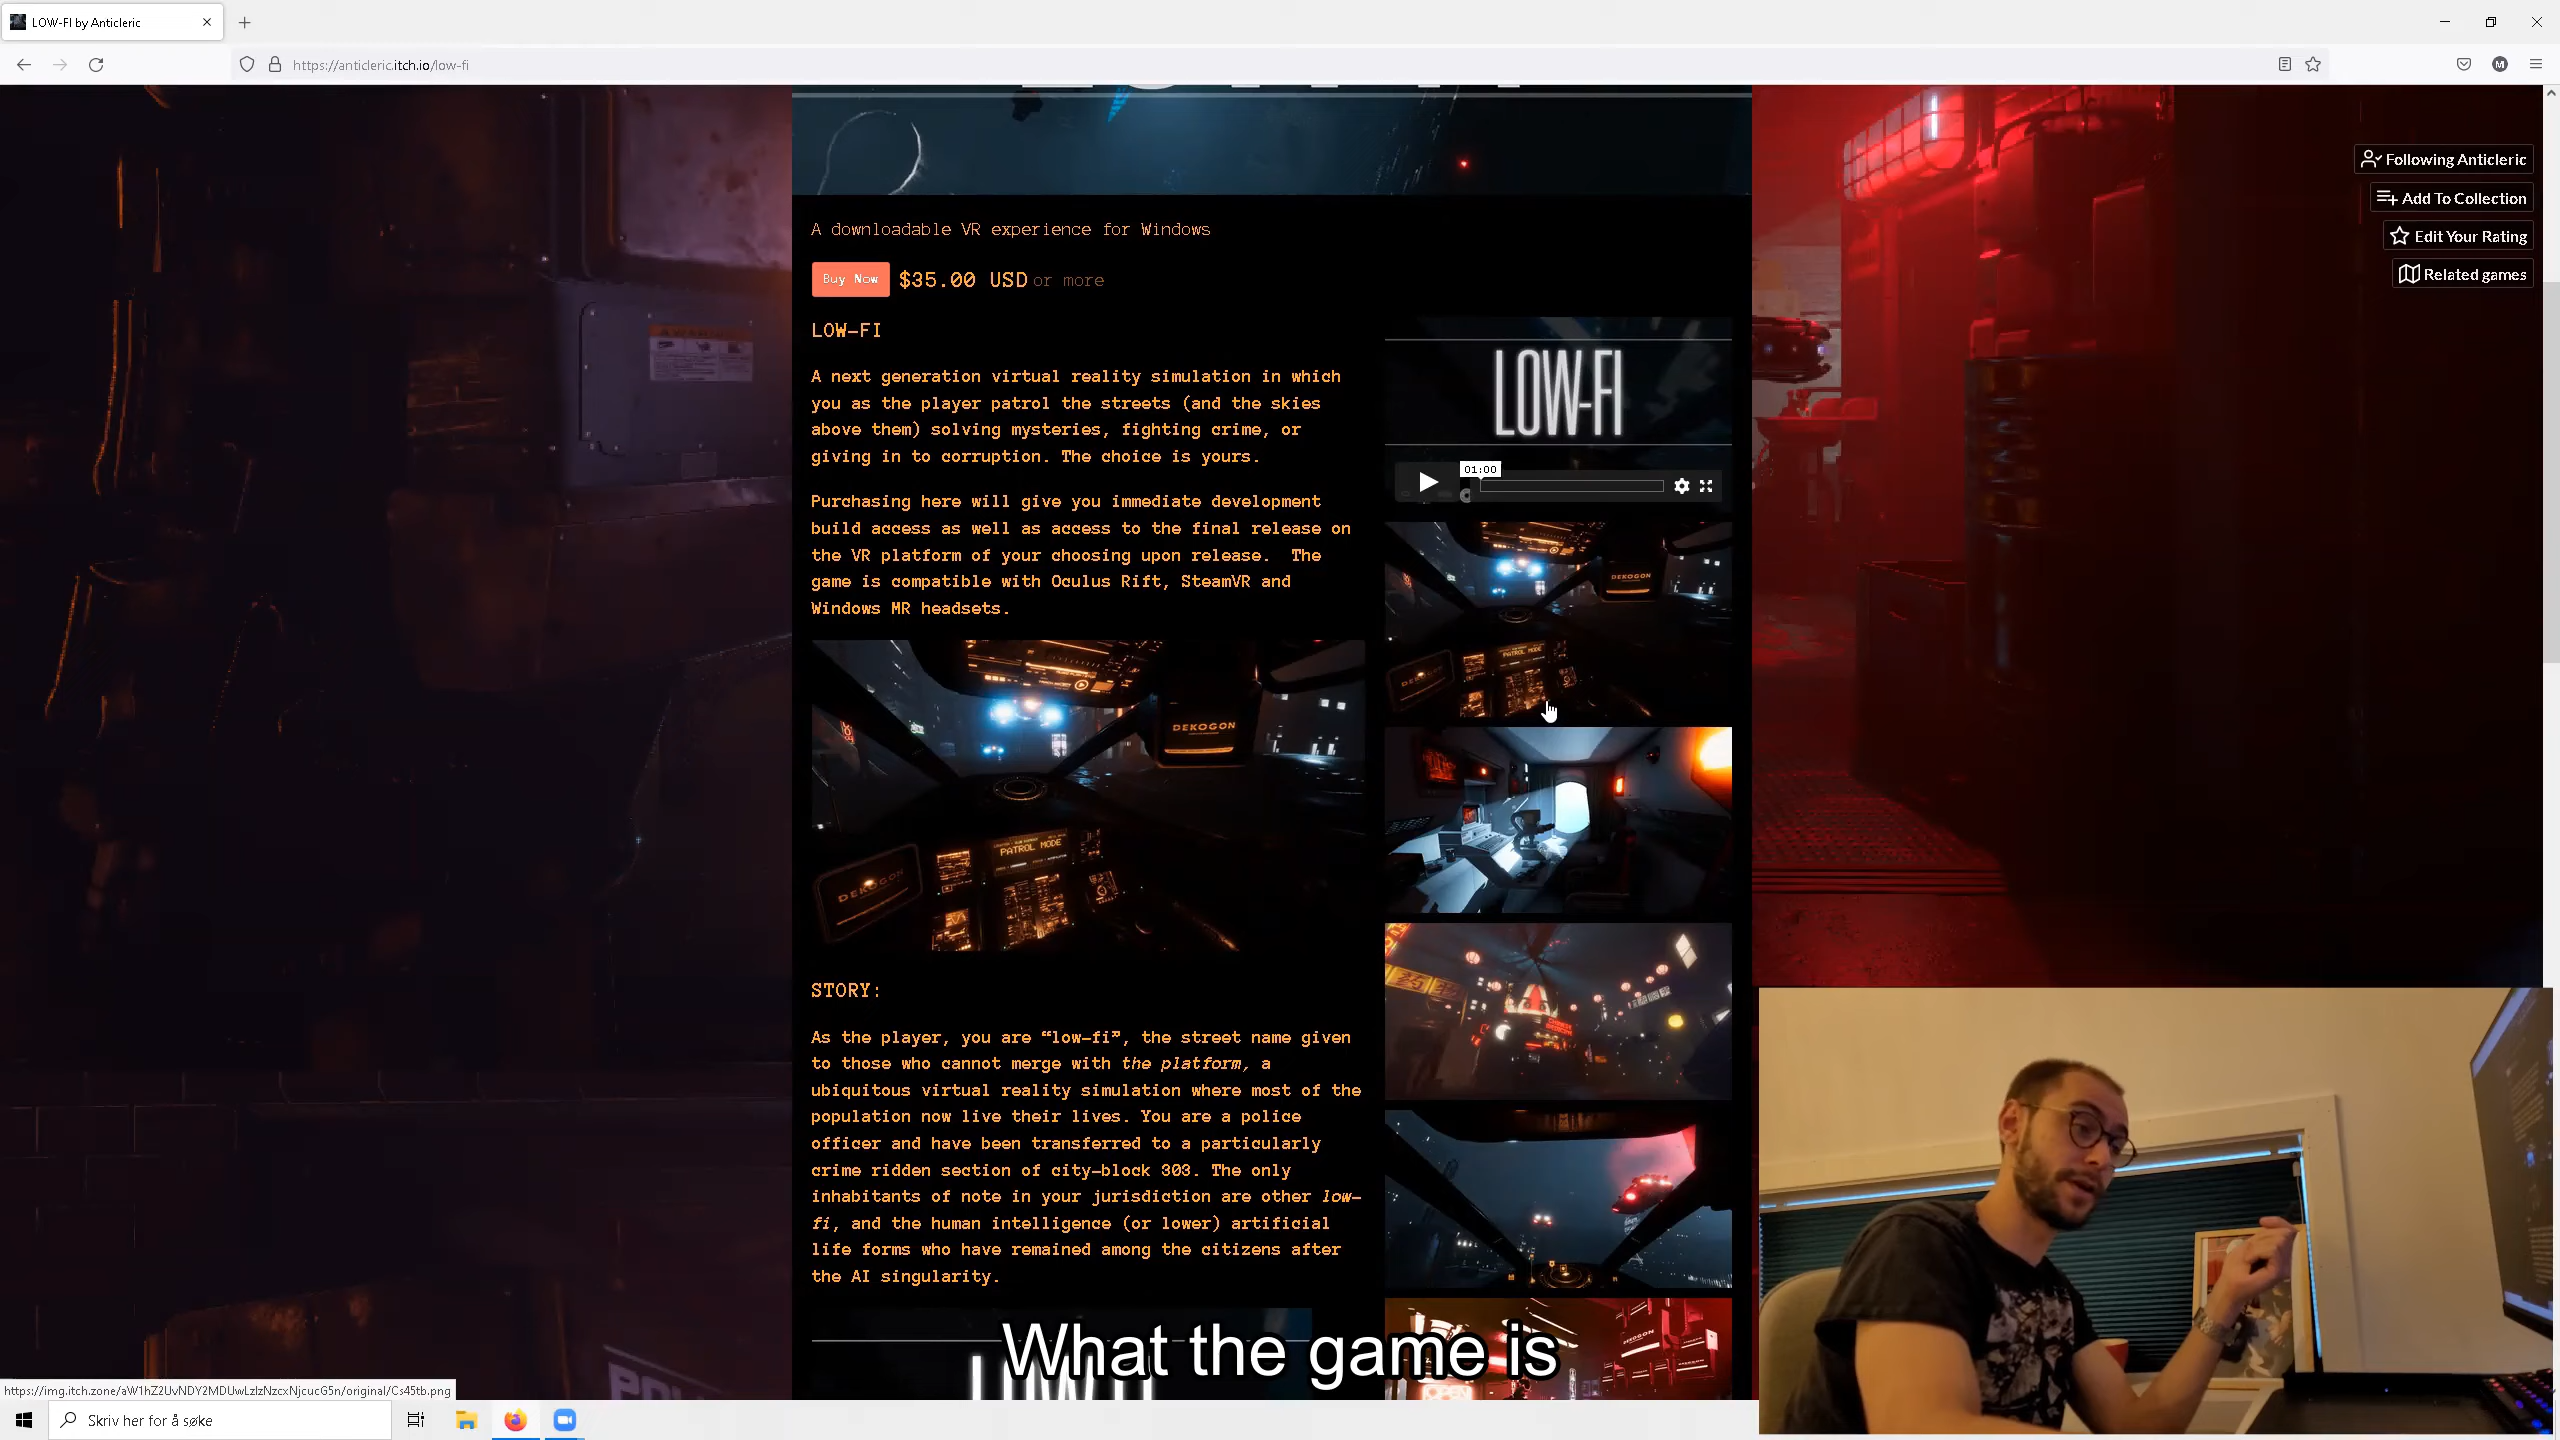 LOW-FI by Anticleric
https://anticleric.itch.io/low-fi
M
Following Anticleric
Add To Collection
Edit Your Rating
Related games
A downloadable VR experience for Windows
Buy Now $35.00 USD or more
LOW-FI
A next generation virtual reality simulation in which
you as the player patrol the streets (and the skies
above them) solving mysteries, fighting crime, or
giving in to corruption. The choice is yours.
Purchasing here will give you immediate development
build access as well as access to the final release on
the VR platform of your choosing upon release. The
game is compatible with Oculus Rift, SteamVR and
Windows MR headsets.
LOW-FI
01:00
DEKOGON
PATROL MODE
DEKOGON
PATROL MODE
DEKOGON
STORY:
As the player, you are “low-fi”, the street name given
to those who cannot merge with the platform, a
ubiquitous virtual reality simulation where most of the
population now live their lives. You are a police
officer and have been transferred to a particularly
crime ridden section of city-block 303. The only
inhabitants of note in your jurisdiction are other low-
fi, and the human intelligence (or lower) artificial
life forms who have remained among the citizens after
the AI singularity.
DEKOGON
OPEN
What the game is
Skriv her for å søke